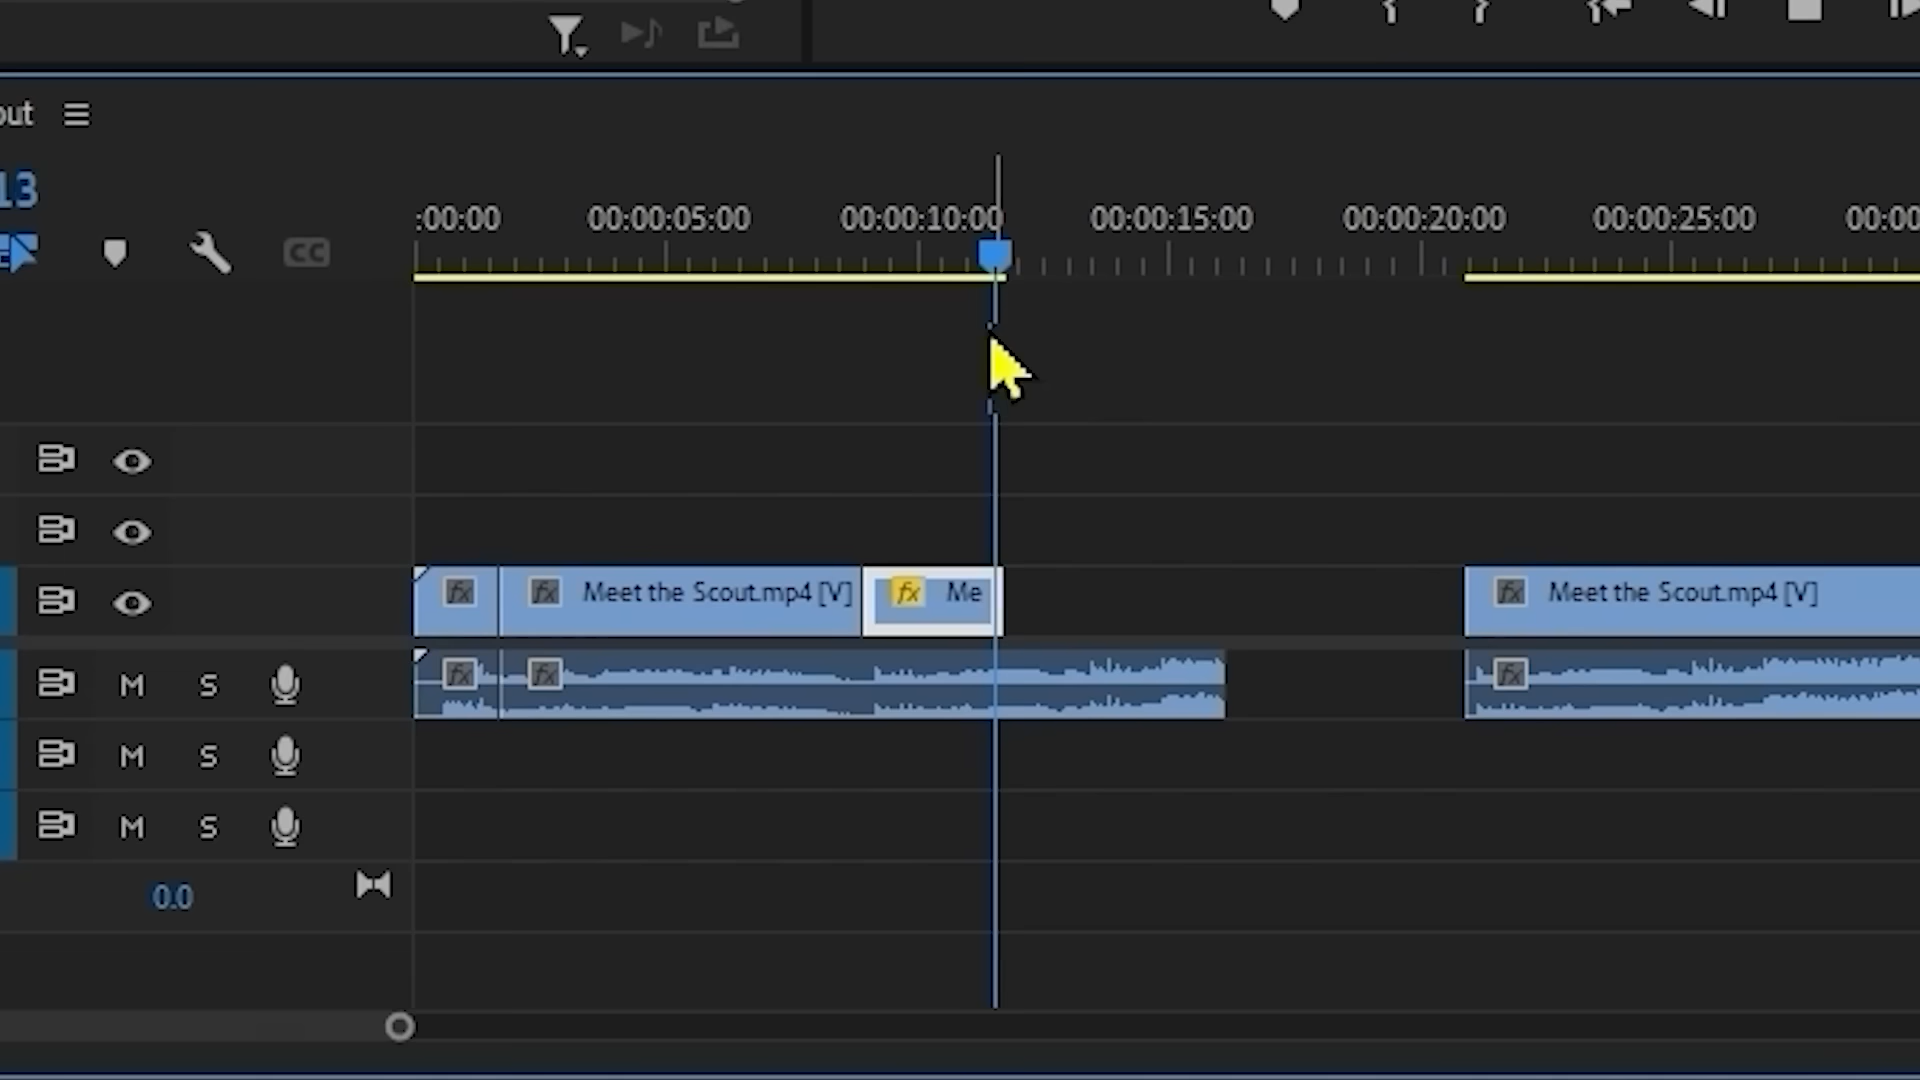 out
13
:00:00 00:00:05:00 00:00:10:00 00:00:15:00 00:00:20:00 00:00:25:00 00:00
CC
fx fx Meet the Scout.mp4 [V] fx Me fx Meet the Scout.mp4 [V]
M S fx fx fx
M S
M S
0.0